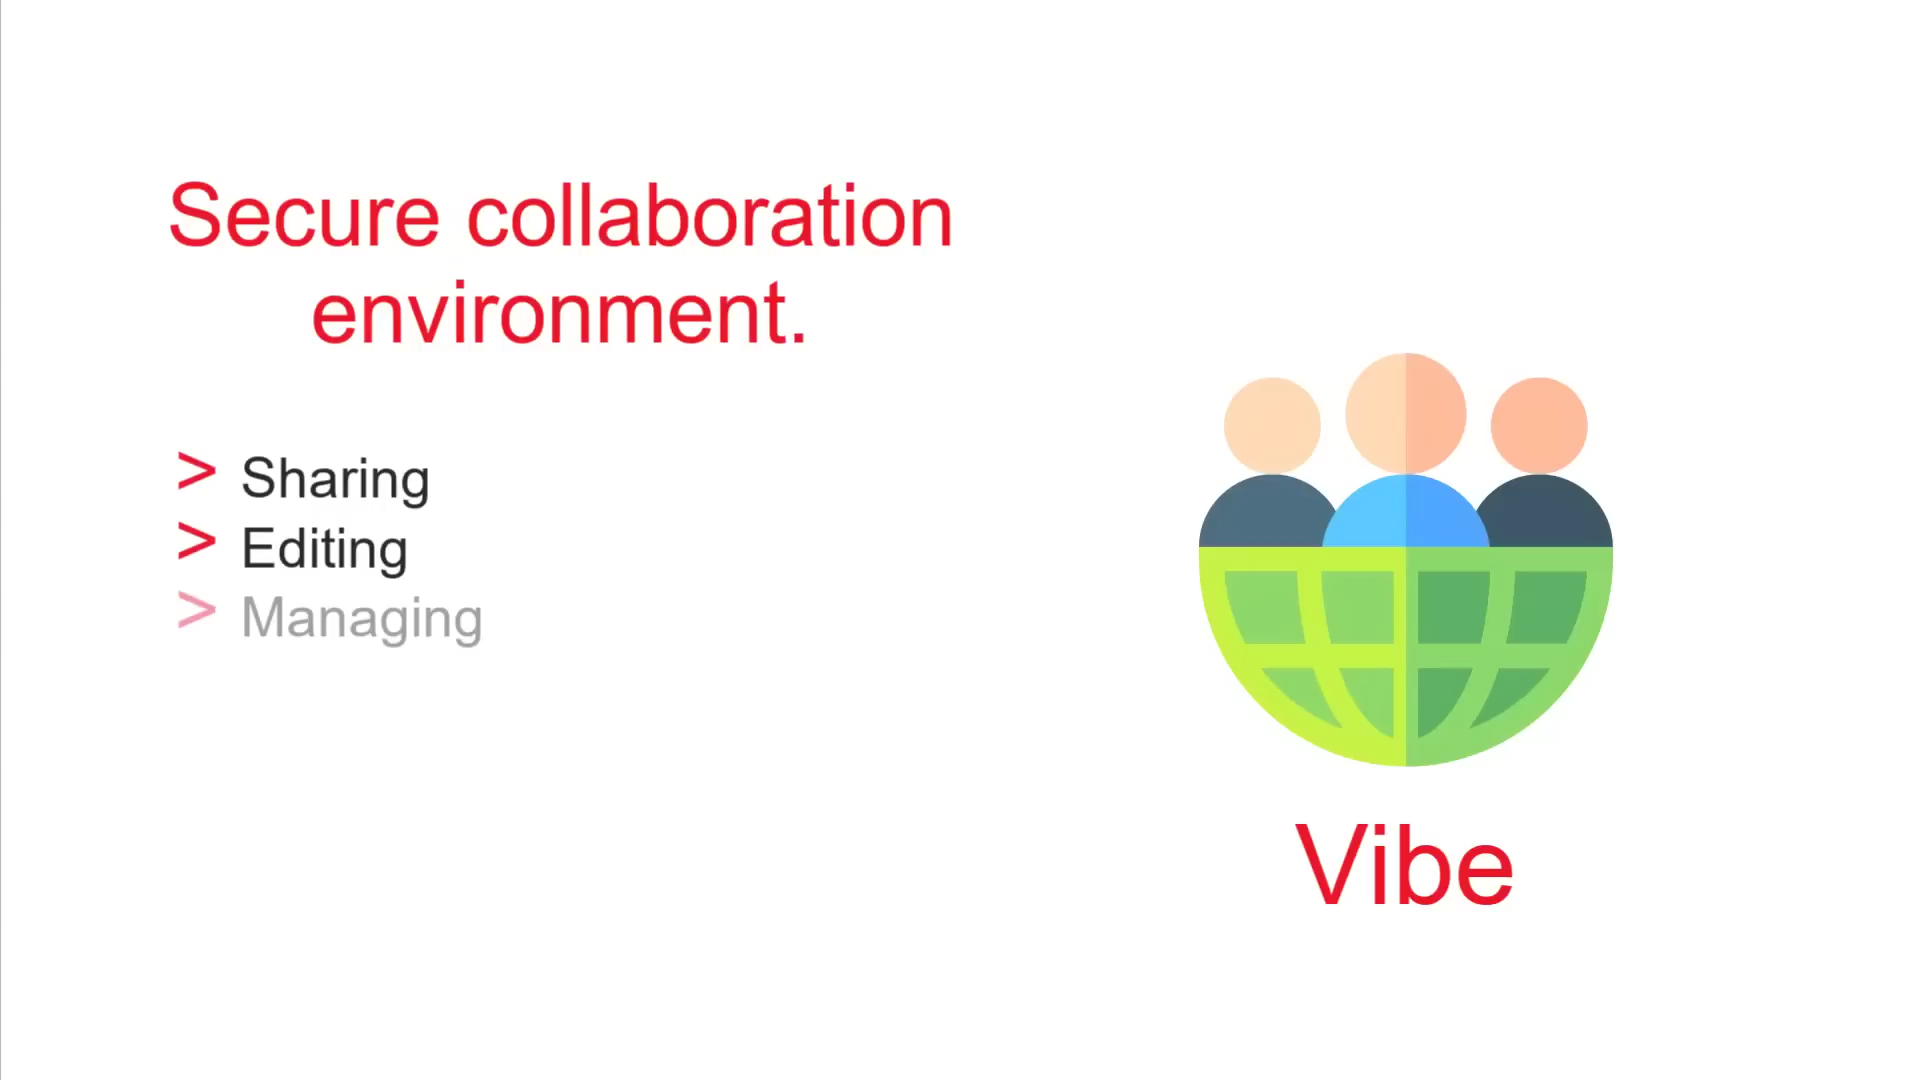 Secure collaboration
environment.
> Sharing
> Editing
> Managing
Vibe